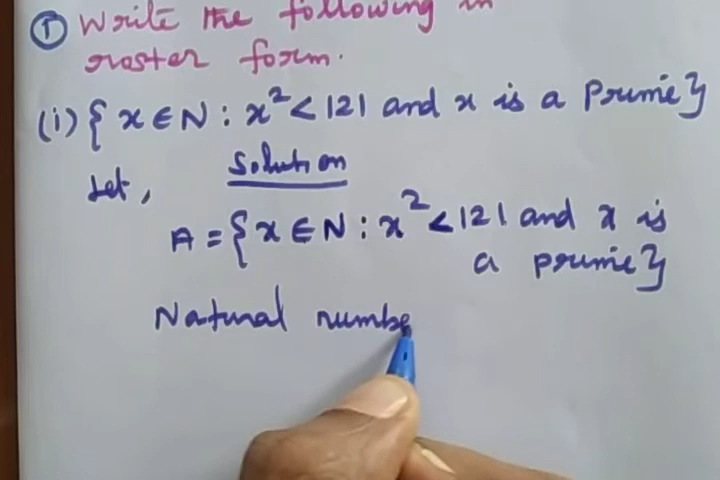 ① Write the following in
roster form.
(i) { x ∈ N : x² < 121 and x is a Prime }
Solution
Let,
A = { x ∈ N : x² < 121 and x is
a prime }
Natural numbe